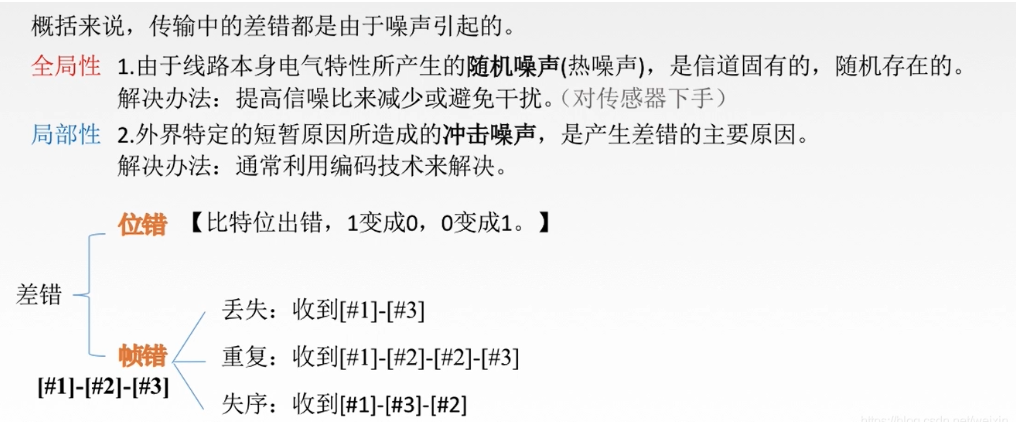 概括来说，传输中的差错都是由于噪声引起的。
全局性 1.由于线路本身电气特性所产生的随机噪声(热噪声)，是信道固有的，随机存在的。
解决办法：提高信噪比来减少或避免干扰。（对传感器下手）
局部性 2.外界特定的短暂原因所造成的冲击噪声，是产生差错的主要原因。
解决办法：通常利用编码技术来解决。
位错 【比特位出错，1变成0，0变成1。】
差错
丢失：收到[#1]-[#3]
帧错 重复：收到[#1]-[#2]-[#2]-[#3]
[#1]-[#2]-[#3]
失序：收到[#1]-[#3]-[#2]